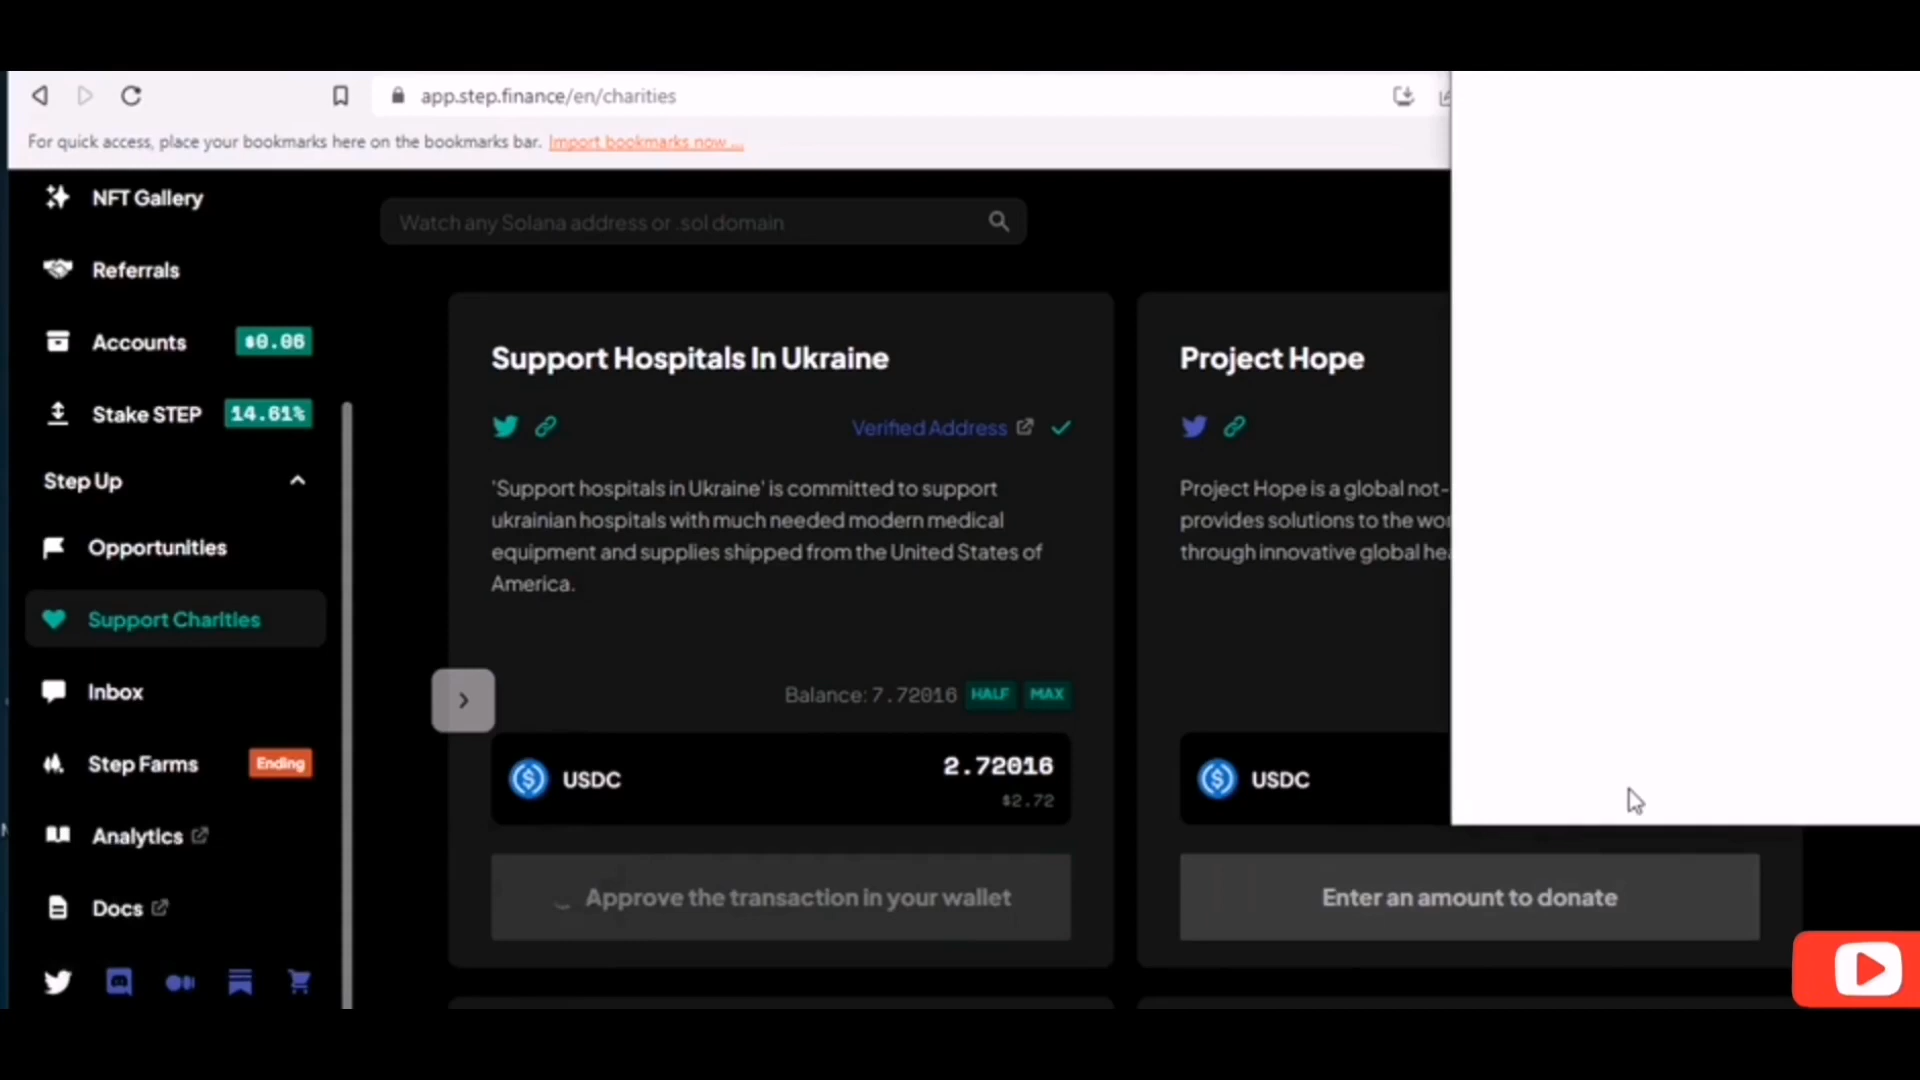 app.step.finance/en/charities
For quick access, place your bookmarks here on the bookmarks bar. Import bookmarks now ...
NFT Gallery
Referrals
Accounts $0.06
Stake STEP 14.61%
Step Up
Opportunities
Support Charities
Inbox
Step Farms Ending
Analytics
Docs
Watch any Solana address or .sol domain
Support Hospitals In Ukraine
Verified Address
'Support hospitals in Ukraine' is committed to support
ukrainian hospitals with much needed modern medical
equipment and supplies shipped from the United States of
America.
Balance: 7.72016 HALF MAX
USDC 2.72016
$2.72
Approve the transaction in your wallet
Project Hope
Project Hope is a global not-
provides solutions to the
through innovative global
USDC
Enter an amount to donate